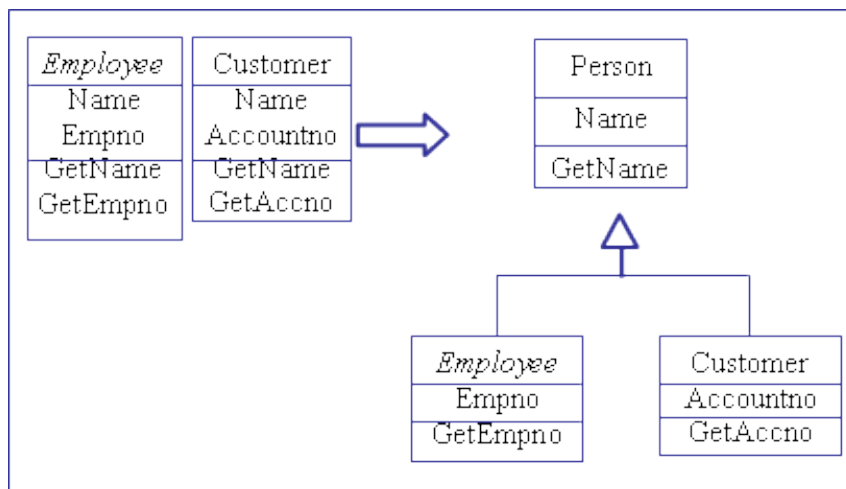 Employee
Name
Empno
GetName
GetEmpno
Customer
Name
Accountno
GetName
GetAccno
Person
Name
GetName
Employee
Empno
GetEmpno
Customer
Accountno
GetAccno